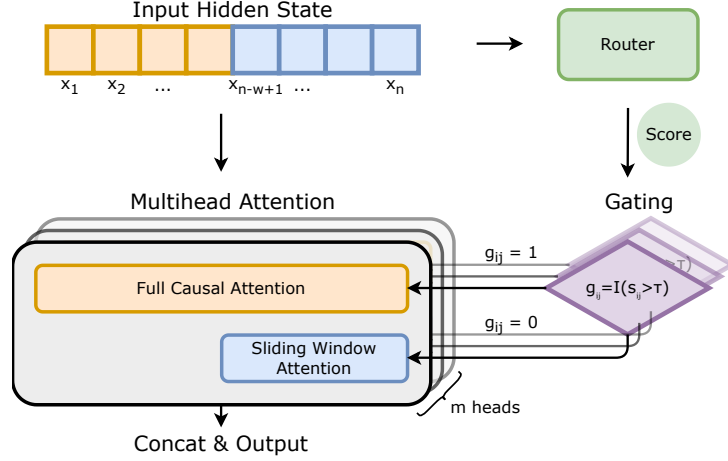 Input Hidden State
Router
x1 x2 ... xn-w+1 ... xn
Score
Multihead Attention
Gating
gij = 1
>τ)
Full Causal Attention
gij=I(sij>τ)
gij = 0
Sliding Window
Attention
m heads
Concat & Output